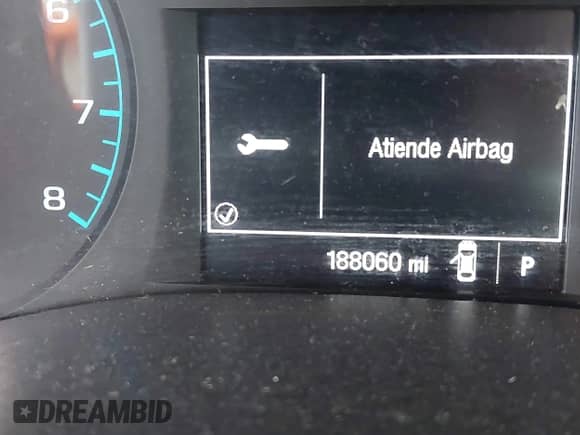 6
7
8
Atiende Airbag
188060 mi
P
DREAMBID